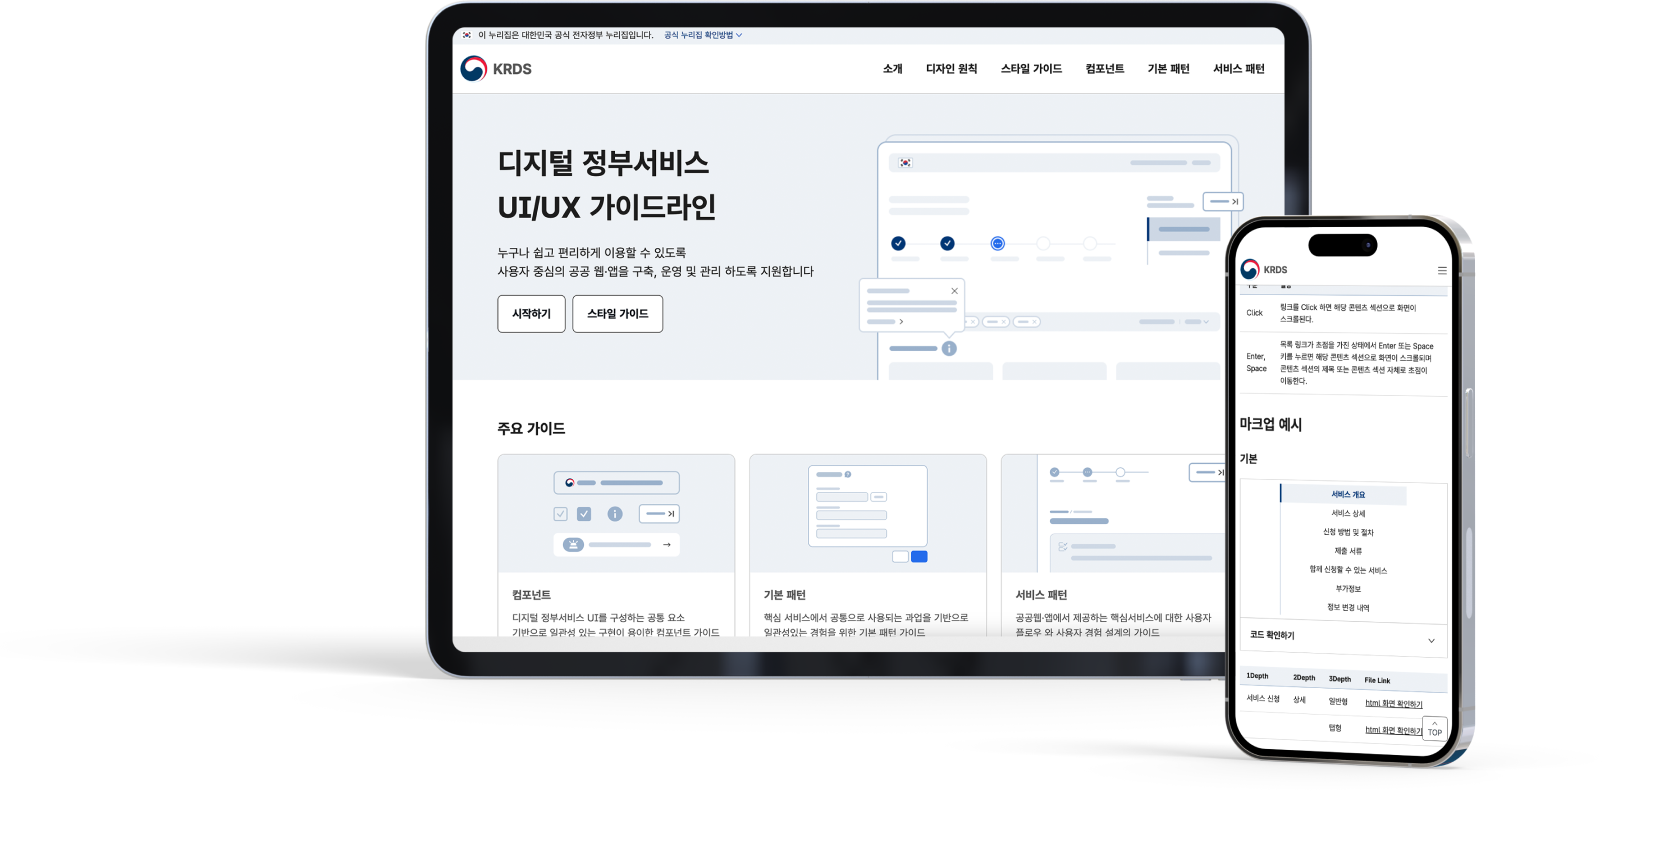 이 누리집은 대한민국 공식 전자정부 누리집입니다. 공식 누리집 확인방법
KRDS
소개 디자인 원칙 스타일 가이드 컴포넌트 기본 패턴 서비스 패턴
디지털 정부서비스
UI/UX 가이드라인
누구나 쉽고 편리하게 이용할 수 있도록
사용자 중심의 공공 웹·앱을 구축, 운영 및 관리 하도록 지원합니다
시작하기 스타일 가이드
주요 가이드
컴포넌트
디지털 정부서비스 UI를 구성하는 공통 요소
기반으로 일관성 있는 구현이 용이한 컴포넌트 가이드
기본 패턴
핵심 서비스에서 공통으로 사용되는 과업을 기반으로
일관성있는 경험을 위한 기본 패턴 가이드
서비스 패턴
공공웹·앱에서 제공하는 핵심서비스에 대한 사용자
플로우 와 사용자 경험 설계의 가이드
KRDS
Click
링크를 Click 하면 해당 콘텐츠 섹션으로 화면이
스크롤된다.
Enter,
Space
목록 링크가 초점을 가진 상태에서 Enter 또는 Space
키를 누르면 해당 콘텐츠 섹션으로 화면이 스크롤되며
콘텐츠 섹션의 제목 또는 콘텐츠 섹션 자체로 초점이
이동한다.
마크업 예시
기본
서비스 개요
서비스 상세
신청 방법 및 절차
제출 서류
함께 신청할 수 있는 서비스
부가정보
정보 변경 내역
코드 확인하기
1Depth 2Depth 3Depth File Link
서비스 신청 상세 일반형 html 화면 확인하기
탭형 html 화면 확인하기
TOP